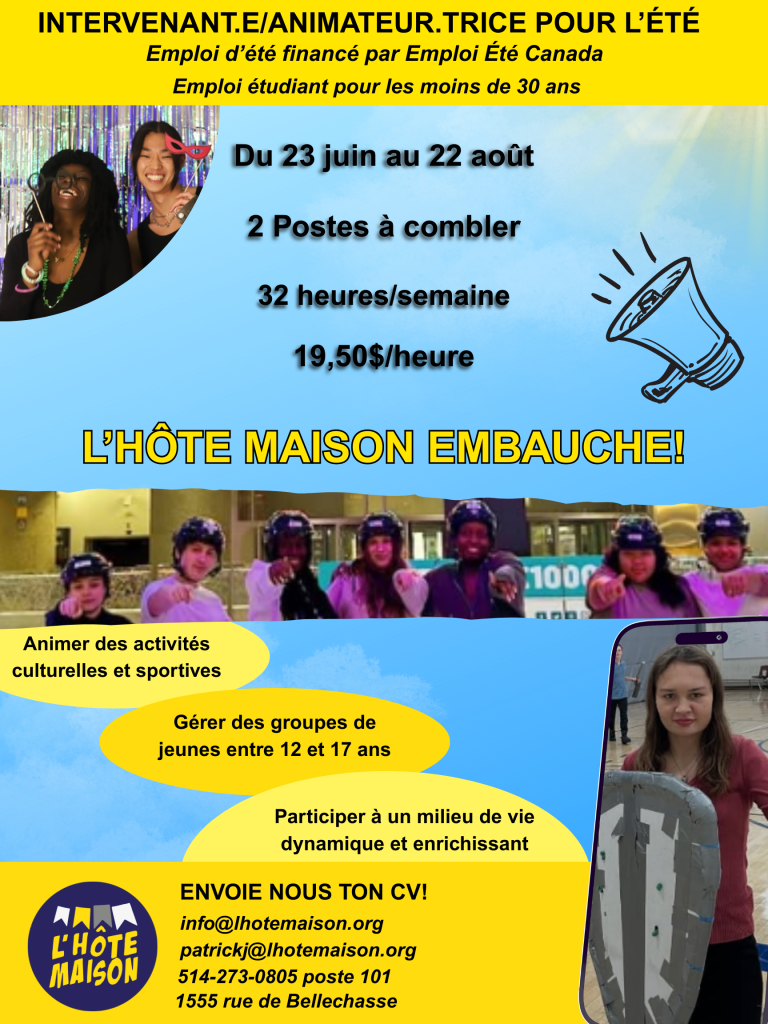 INTERVENANT.E/ANIMATEUR.TRICE POUR L’ÉTÉ
Emploi d’été financé par Emploi Été Canada
Emploi étudiant pour les moins de 30 ans
Du 23 juin au 22 août
2 Postes à combler
32 heures/semaine
19,50$/heure
L’HÔTE MAISON EMBAUCHE!
$1000
Animer des activités
culturelles et sportives
Gérer des groupes de
jeunes entre 12 et 17 ans
Participer à un milieu de vie
dynamique et enrichissant
L’HÔTE
MAISON
ENVOIE NOUS TON CV!
info@lhotemaison.org
patrickj@lhotemaison.org
514-273-0805 poste 101
1555 rue de Bellechasse